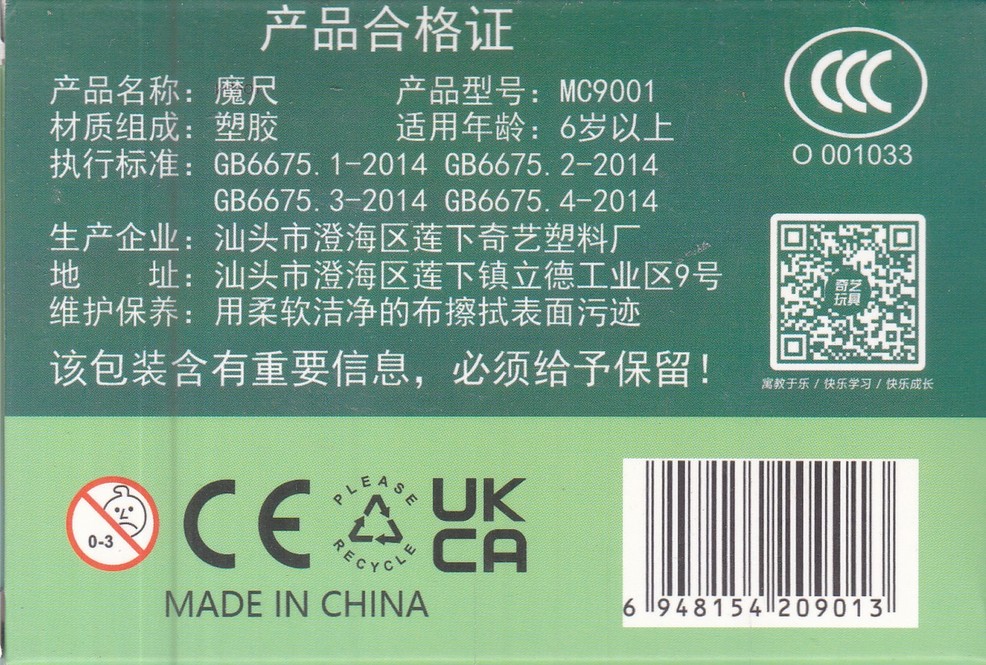 产品合格证
产品名称：魔尺 产品型号：MC9001
材质组成：塑胶 适用年龄：6岁以上
执行标准：GB6675.1-2014 GB6675.2-2014
GB6675.3-2014 GB6675.4-2014
生产企业：汕头市澄海区莲下奇艺塑料厂
地 址：汕头市澄海区莲下镇立德工业区9号
维护保养：用柔软洁净的布擦拭表面污迹
该包装含有重要信息，必须给予保留！
CCC
O 001033
奇艺
玩具
寓教于乐 / 快乐学习 / 快乐成长
0-3
CE
PLEASE
RECYCLE
UK
CA
MADE IN CHINA
6 948154 209013